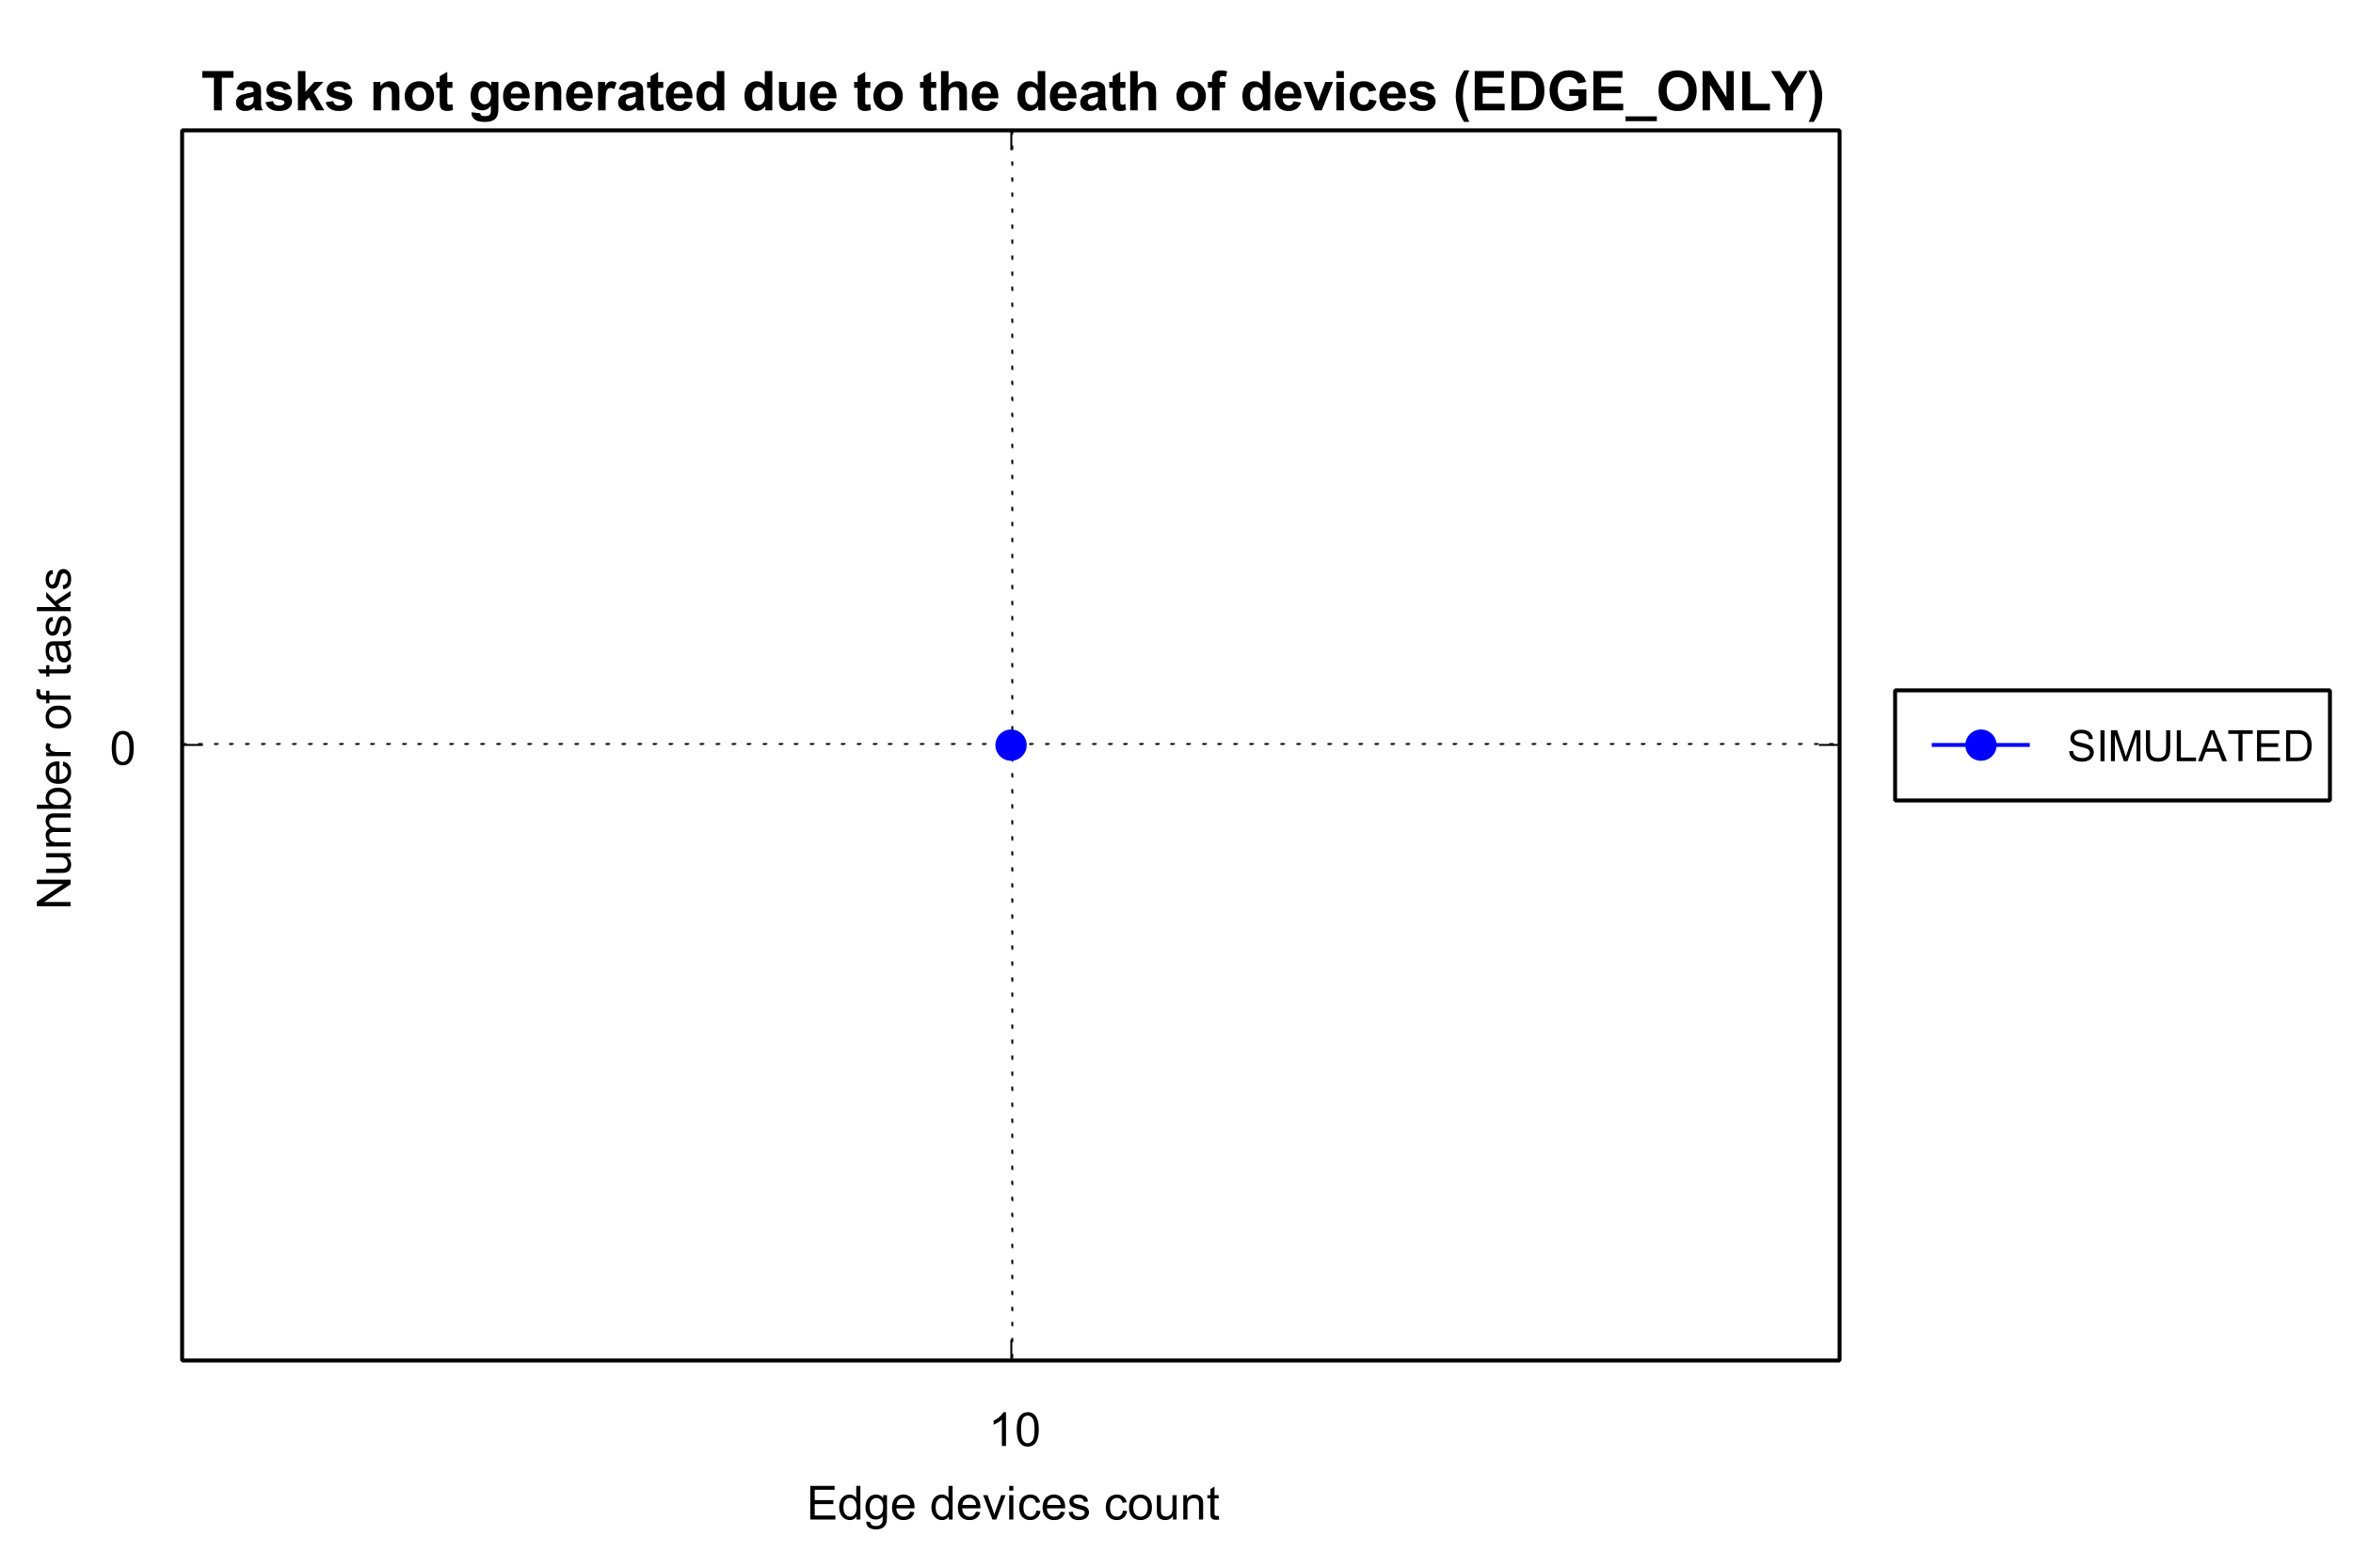 Tasks not generated due to the death of devices (EDGE_ONLY)
Number of tasks
0
SIMULATED
10
Edge devices count